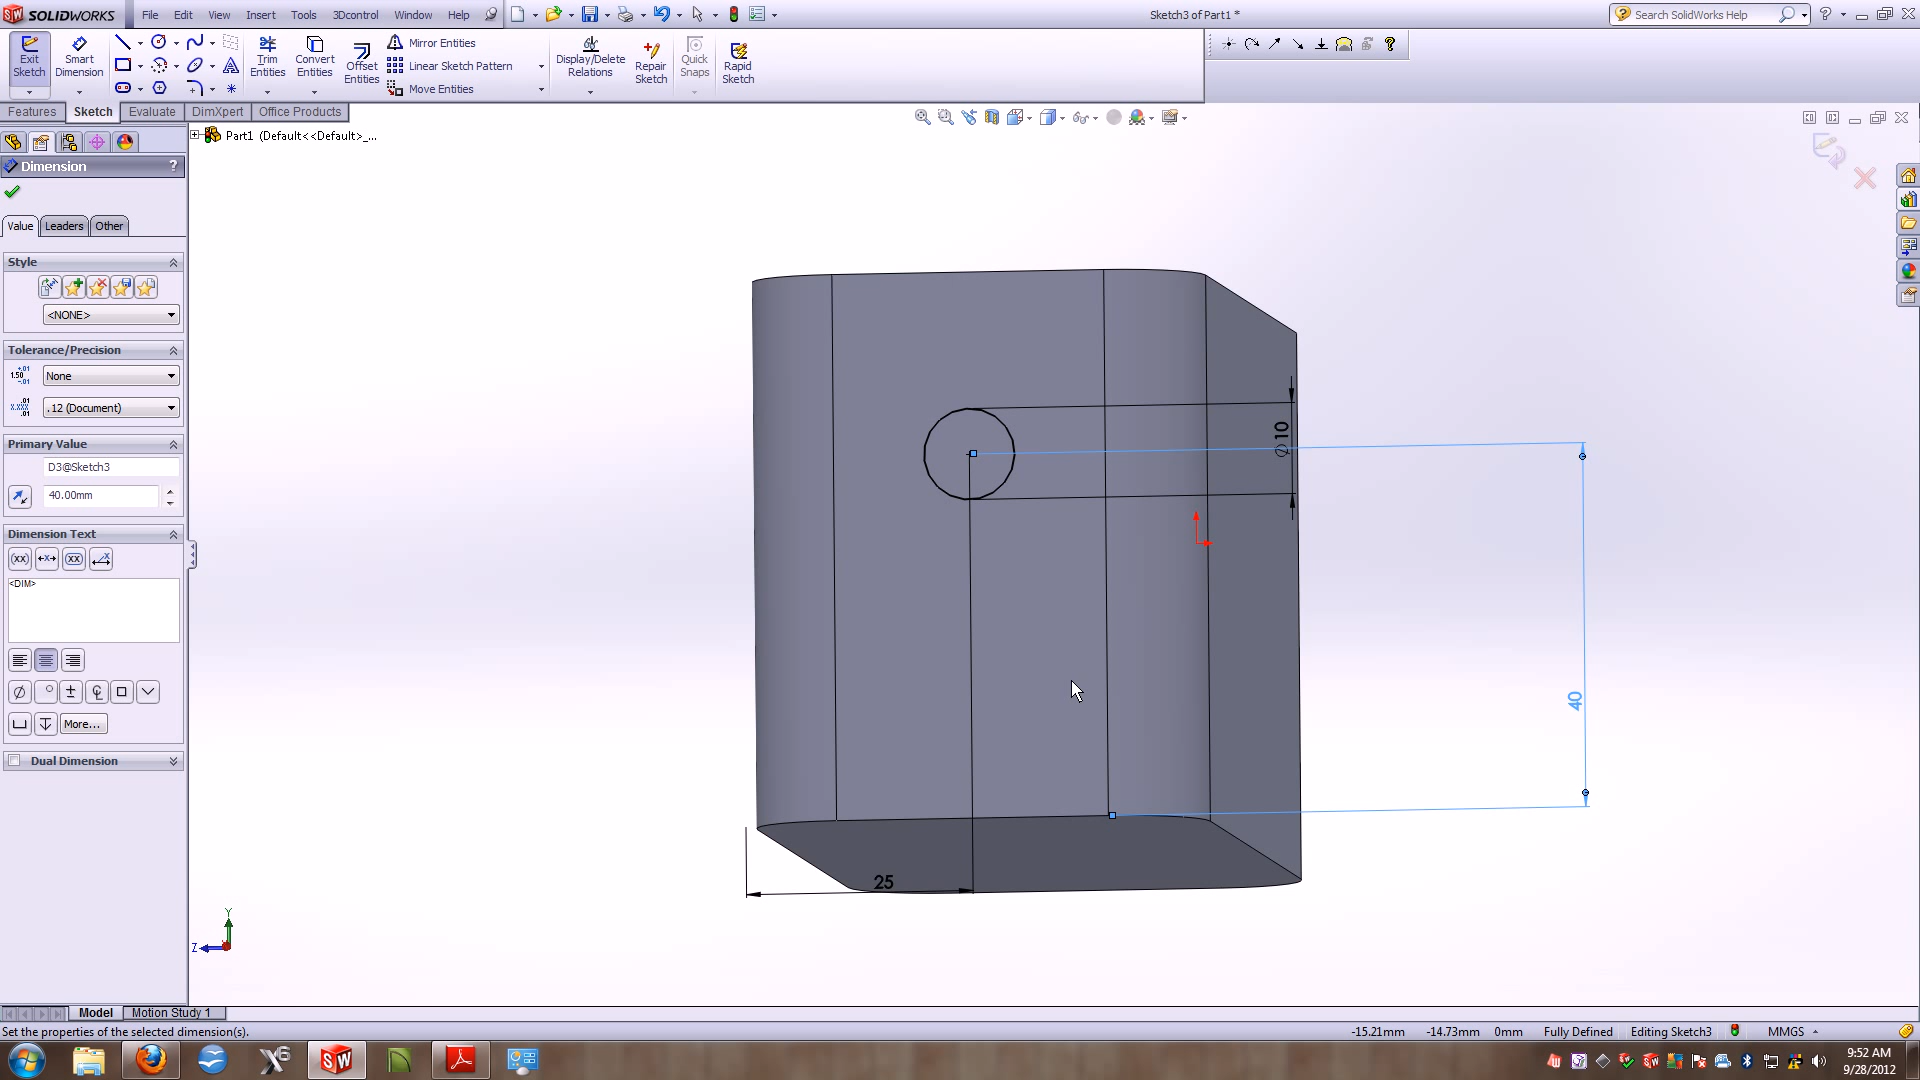 SOLIDWORKS File Edit View Insert Tools 3Dcontrol Window Help Sketch3 of Part1 * Search SolidWorks Help
Exit Sketch
Smart Dimension
Trim Entities
Convert Entities
Offset Entities
Mirror Entities
Linear Sketch Pattern
Move Entities
Display/Delete Relations
Repair Sketch
Quick Snaps
Rapid Sketch
Features Sketch Evaluate DimXpert Office Products
Part1 (Default<<Default>_...
Dimension ?
Value Leaders Other
Style
<NONE>
Tolerance/Precision
None
.12 (Document)
Primary Value
D3@Sketch3
40.00mm
Dimension Text
<DIM>
More...
Dual Dimension
∅10
40
25
Y
Z
Model Motion Study 1
Set the properties of the selected dimension(s). -15.21mm -14.73mm 0mm Fully Defined Editing Sketch3 MMGS
9:52 AM
9/28/2012